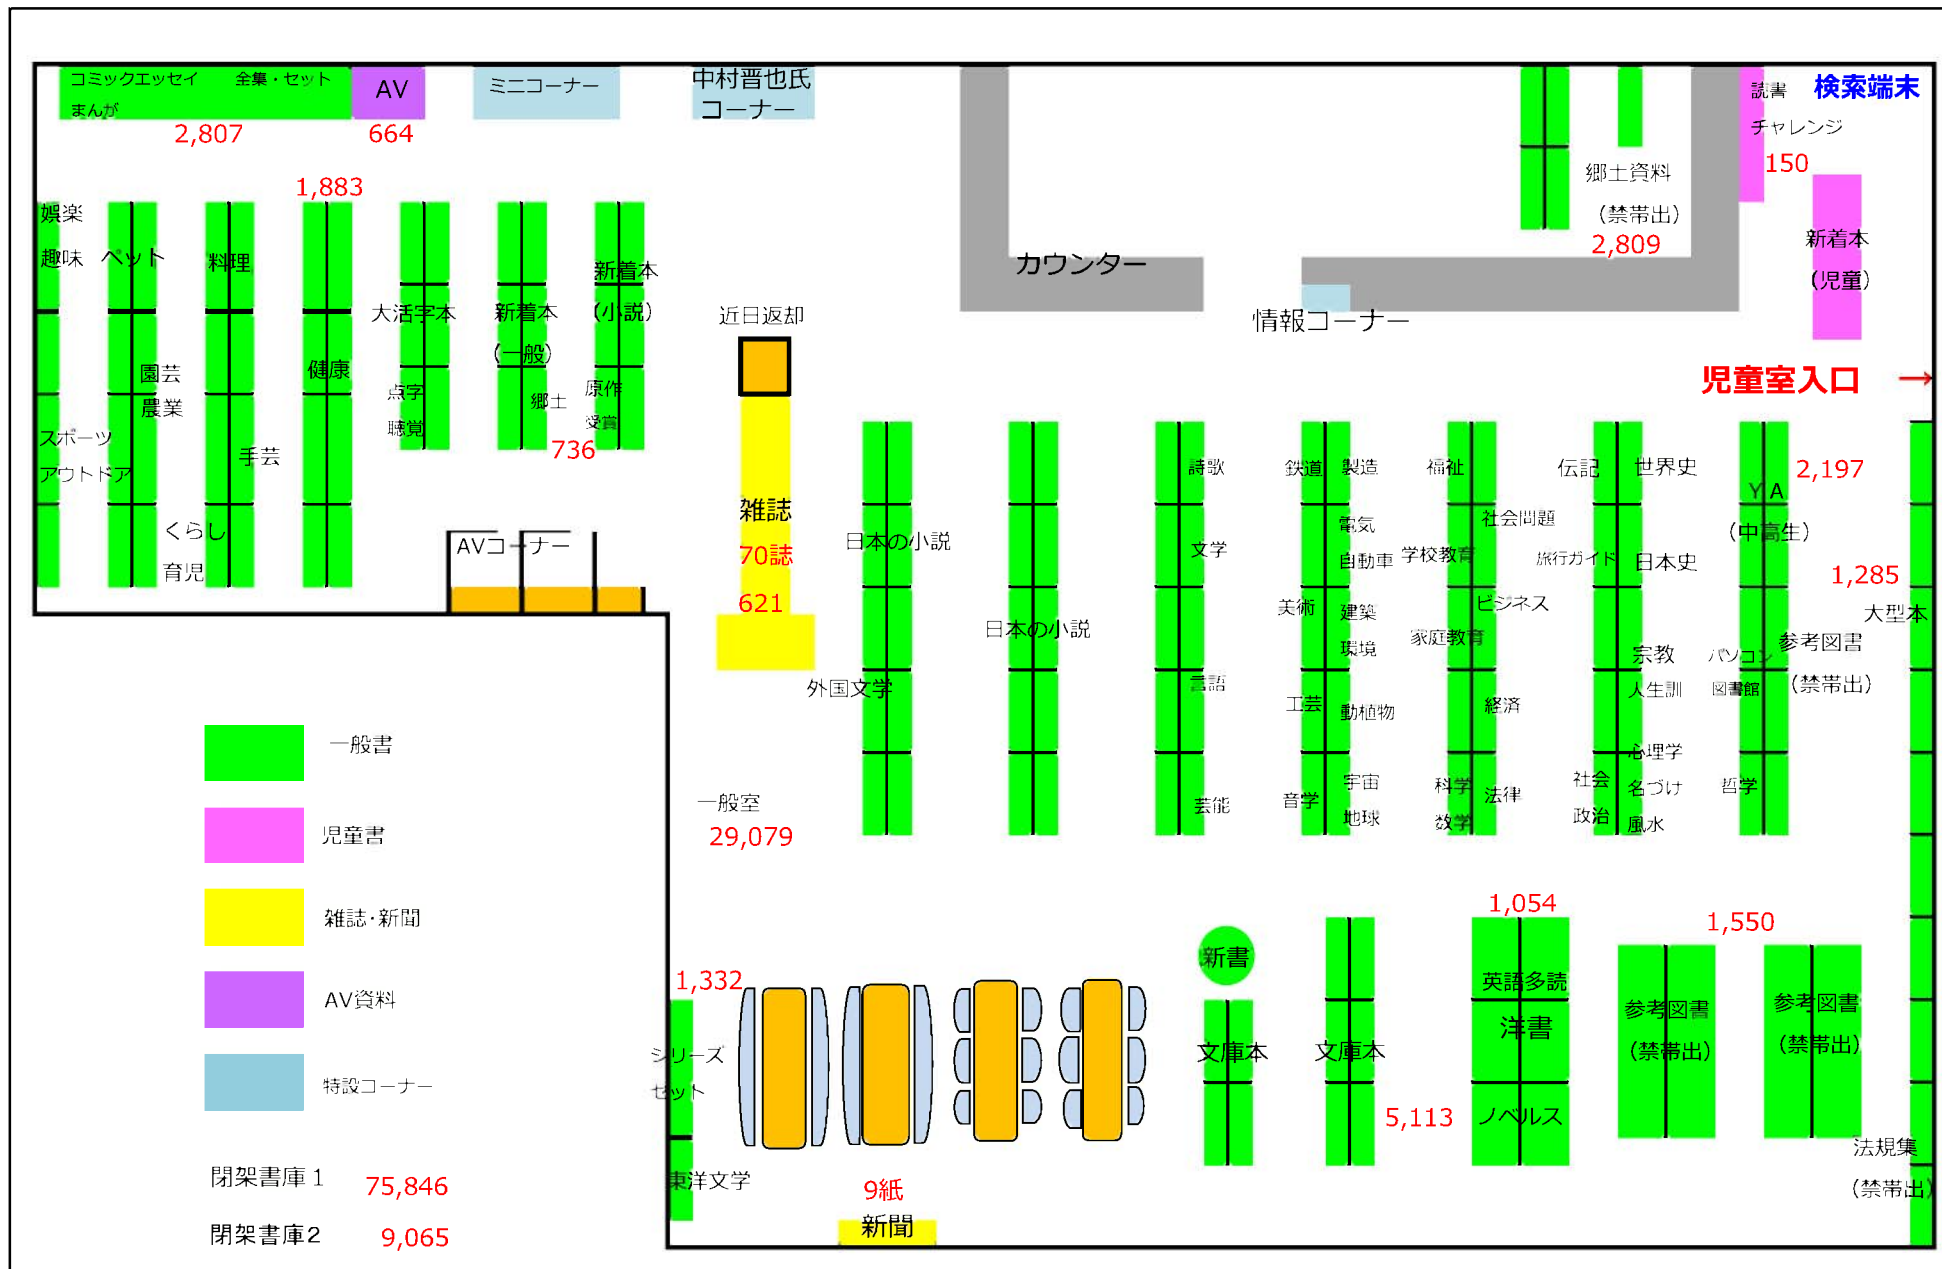 コミックエッセイ 全集・セット
まんが
2,807
AV
664
ミニコーナー
中村晋也氏
コーナー
読書
チャレンジ
150
検索端末
郷土資料
(禁帯出)
2,809
新着本
(児童)
カウンター
情報コーナー
児童室入口 →
1,883
娯楽
趣味
ペット
料理
健康
大活字本
新着本
(一般)
新着本
(小説)
園芸
農業
点字
聴覚
郷土
原作
受賞
736
スポーツ
アウトドア
手芸
くらし
育児
AVコーナー
近日返却
雑誌
70誌
621
日本の小説
外国文学
日本の小説
詩歌
文学
言語
芸能
鉄道
美術
工芸
音学
製造
電気
自動車
建築
環境
動植物
宇宙
地球
福祉
学校教育
家庭教育
科学
数学
社会問題
ビジネス
経済
法律
伝記
旅行ガイド
社会
政治
世界史
日本史
宗教
人生訓
心理学
名づけ
風水
YA
(中高生)
2,197
パソコン
図書館
哲学
参考図書
(禁帯出)
1,285
大型本
一般室
29,079
一般書
児童書
雑誌・新聞
AV資料
特設コーナー
閉架書庫1 75,846
閉架書庫2 9,065
1,332
シリーズ
セット
東洋文学
9紙
新聞
新書
文庫本
文庫本
5,113
1,054
英語多読
洋書
ノベルス
1,550
参考図書
(禁帯出)
参考図書
(禁帯出)
法規集
(禁帯出)